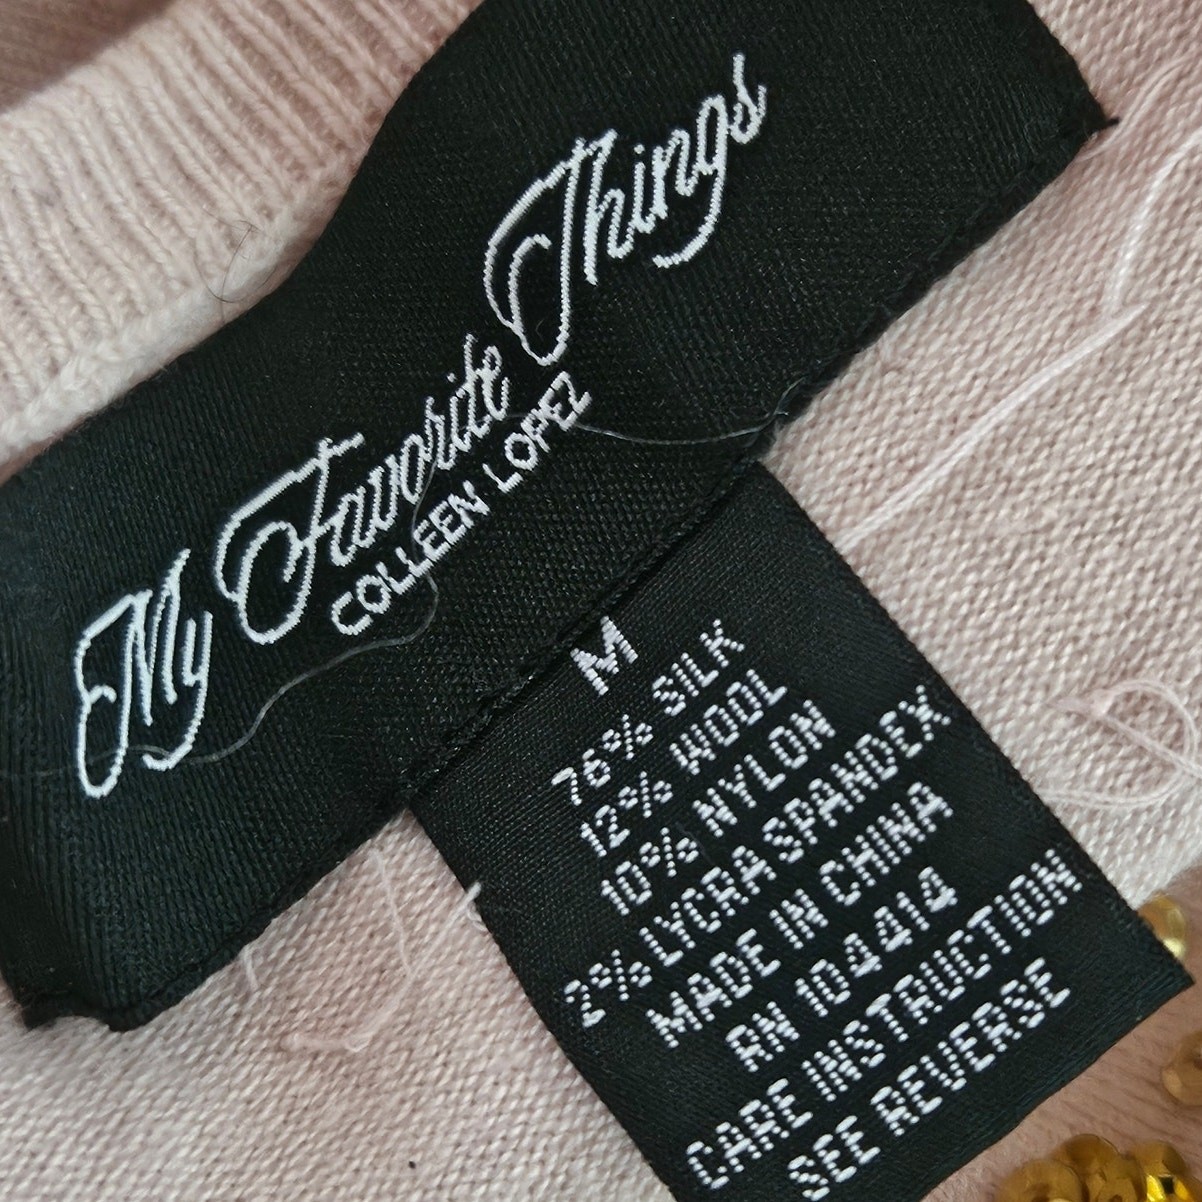 My Favorite Things
COLLEEN LOPEZ
M
76% SILK
12% WOOL
10% NYLON
2% LYCRA SPANDEX
MADE IN CHINA
RN 104414
CARE INSTRUCTION
SEE REVERSE